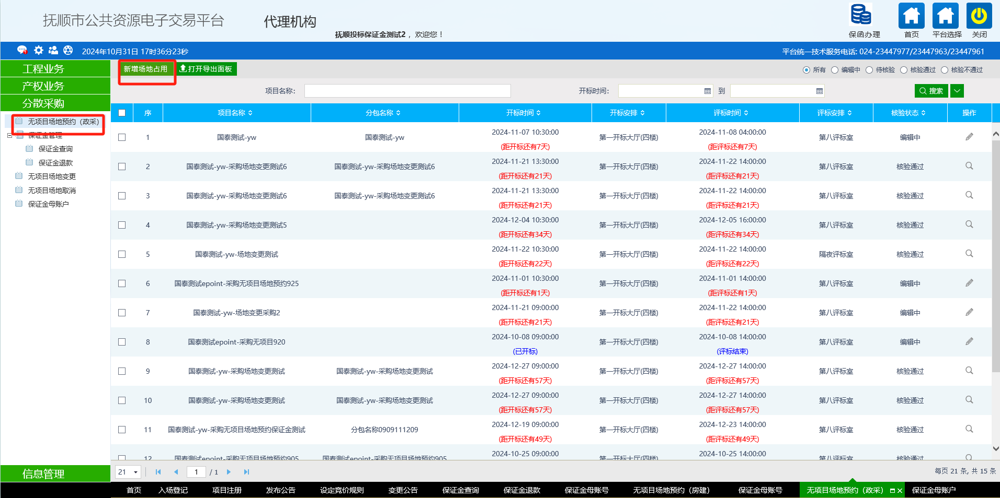 抚顺市公共资源电子交易平台
代理机构
抚顺投标保证金测试2，欢迎您！
保函办理
首页
平台选择
关闭
2024年10月31日 17时36分23秒
平台统一技术服务电话: 024-23447977/23447963/23447961
工程业务
产权业务
分散采购
无项目场地预约（政采）
保证金管理
保证金查询
保证金退款
无项目场地变更
无项目场地取消
保证金母账户
信息管理
新增场地占用 打开导出面板
所有 编辑中 待核验 核验通过 核验不通过
项目名称: 开标时间: 到 搜索
序 项目名称 分包名称 开标时间 开标安排 评标时间 评标安排 核验状态 操作
1 国泰测试-yw 国泰测试-yw 2024-11-07 10:30:00 (距开标还有7天) 第一开标大厅(四楼) 2024-11-08 04:00:00 (距评标还有7天) 第八评标室 编辑中
2 国泰测试-yw-采购场地变更测试6 国泰测试-yw-采购场地变更测试6 2024-11-21 13:30:00 (距开标还有21天) 第一开标大厅(四楼) 2024-11-22 14:00:00 (距评标还有21天) 第八评标室 核验通过
3 国泰测试-yw-采购场地变更测试6 国泰测试-yw-采购场地变更测试6 2024-11-21 13:30:00 (距开标还有21天) 第一开标大厅(四楼) 2024-11-22 14:00:00 (距评标还有21天) 第八评标室 核验通过
4 国泰测试-yw-采购场地变更测试5 2024-12-04 10:30:00 (距开标还有34天) 第一开标大厅(四楼) 2024-12-05 16:00:00 (距评标还有34天) 第八评标室 核验通过
5 国泰测试-yw-场地变更测试 2024-11-22 10:30:00 (距开标还有22天) 第一开标大厅(四楼) 2024-11-22 14:00:00 (距评标还有22天) 隔夜评标室 核验通过
6 国泰测试epoint-采购无项目场地预约925 2024-11-01 10:30:00 (距开标还有1天) 第一开标大厅(四楼) 2024-11-01 14:00:00 (距评标还有1天) 第八评标室 编辑中
7 国泰测试-yw-场地变更采购2 2024-11-21 09:00:00 (距开标还有21天) 第一开标大厅(四楼) 2024-11-22 14:00:00 (距评标还有21天) 第八评标室 编辑中
8 国泰测试epoint-采购无项目920 2024-10-08 09:00:00 (已开标) 第一开标大厅(四楼) 2024-10-08 14:00:00 (评标结束) 第八评标室 编辑中
9 国泰测试-yw-采购场地变更测试 国泰测试-yw-采购场地变更测试 2024-12-27 09:00:00 (距开标还有57天) 第一开标大厅(四楼) 2024-12-27 14:00:00 (距评标还有57天) 第八评标室 核验通过
10 国泰测试-yw-采购场地变更测试 国泰测试-yw-采购场地变更测试 2024-12-27 09:00:00 (距开标还有57天) 第一开标大厅(四楼) 2024-12-27 14:00:00 (距评标还有57天) 第八评标室 核验通过
11 国泰测试-yw-采购无项目场地预约保证金测试 分包名称0909111209 2024-12-19 09:00:00 (距开标还有49天) 第一开标大厅(四楼) 2024-12-23 14:00:00 (距评标还有49天) 第八评标室 核验通过
12 国泰测试epoint-采购无项目场地预约905 国泰测试epoint-采购无项目场地预约905 2024-10-25 09:00:00 第一开标大厅(四楼) 2024-10-25 14:00:00 第八评标室 核验通过
21 1 / 1 每页 21 条, 共 15 条
首页 入场登记 项目注册 发布公告 设定竞价规则 变更公告 保证金查询 保证金退款 保证金母账号 无项目场地预约（房建） 保证金母账号 无项目场地预约（政采） 保证金母账户